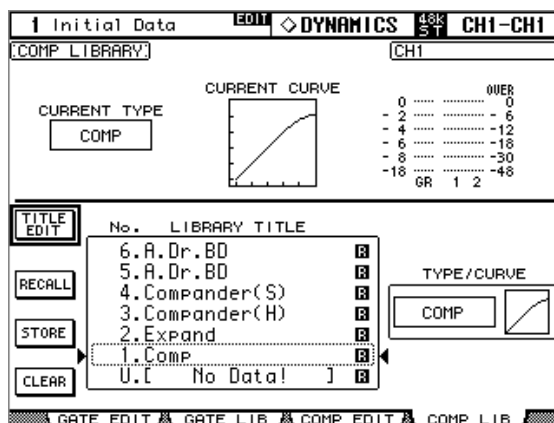 1 Initial Data EDIT ◇DYNAMICS 48K ST CH1-CH1
COMP LIBRARY
CH1
CURRENT TYPE
COMP
CURRENT CURVE
OVER
0 0
- 2 - 6
- 4 -12
- 6 -18
- 8 -30
-18 -48
GR 1 2
TITLE EDIT
RECALL
STORE
CLEAR
No. LIBRARY TITLE
6.A.Dr.BD R
5.A.Dr.BD R
4.Compander(S) R
3.Compander(H) R
2.Expand R
1.Comp R
U.[ No Data! ] R
TYPE/CURVE
COMP
GATE EDIT GATE LIB COMP EDIT COMP LIB